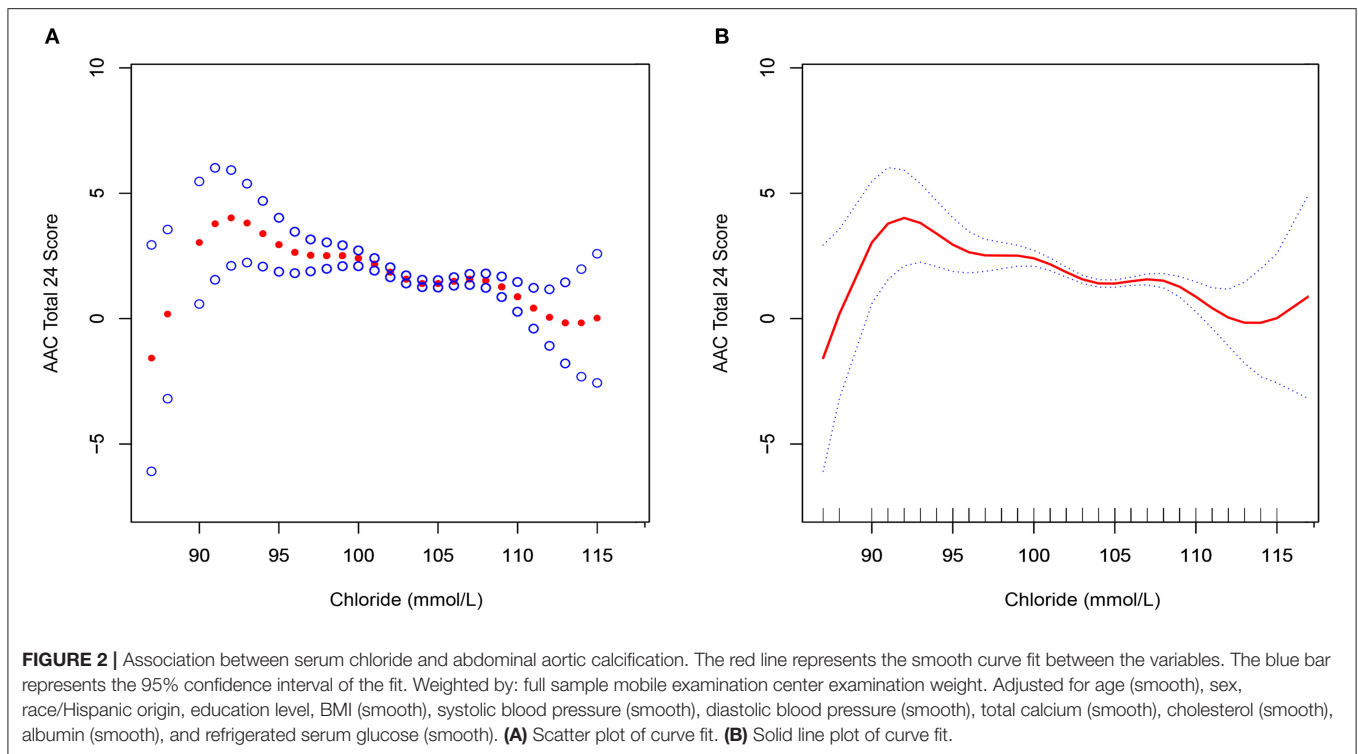 A
B
10
5
0
−5
AAC Total 24 Score
90 95 100 105 110 115
Chloride (mmol/L)
10
5
0
−5
AAC Total 24 Score
90 95 100 105 110 115
Chloride (mmol/L)
FIGURE 2 | Association between serum chloride and abdominal aortic calcification. The red line represents the smooth curve fit between the variables. The blue bar
represents the 95% confidence interval of the fit. Weighted by: full sample mobile examination center examination weight. Adjusted for age (smooth), sex,
race/Hispanic origin, education level, BMI (smooth), systolic blood pressure (smooth), diastolic blood pressure (smooth), total calcium (smooth), cholesterol (smooth),
albumin (smooth), and refrigerated serum glucose (smooth). (A) Scatter plot of curve fit. (B) Solid line plot of curve fit.